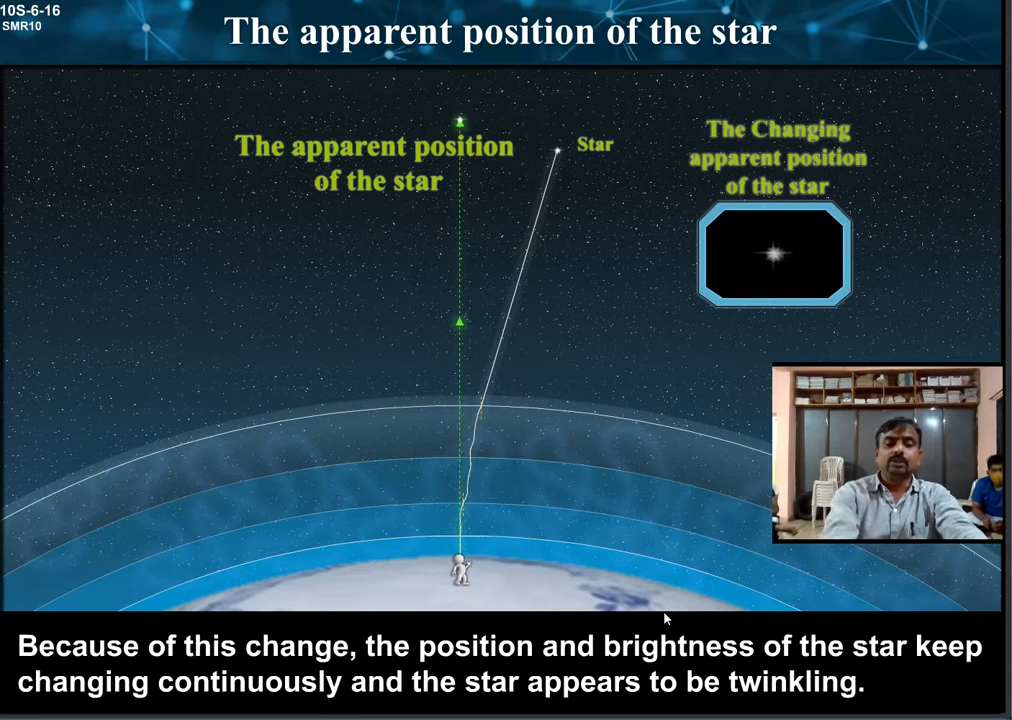 10S-6-16
SMR10
The apparent position of the star
The apparent position
of the star
Star
The Changing
apparent position
of the star
Because of this change, the position and brightness of the star keep
changing continuously and the star appears to be twinkling.